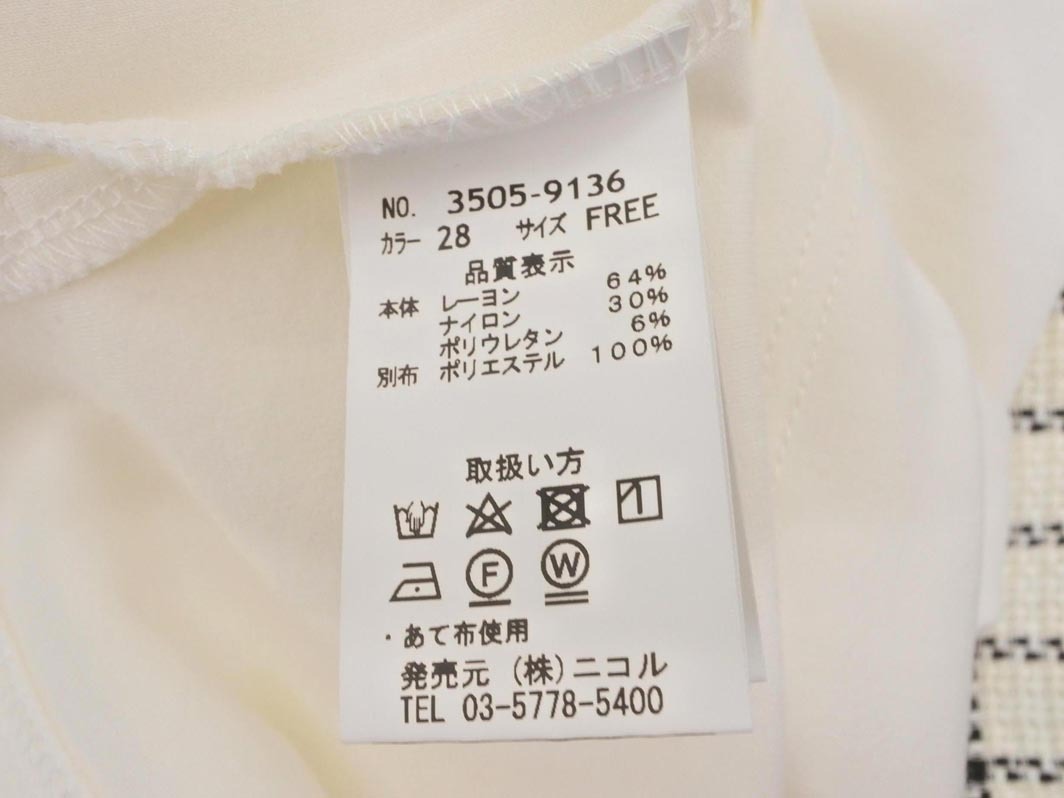 NO. 3505-9136
カラー 28 サイズ FREE
品質表示
本体 レーヨン 64%
ナイロン 30%
ポリウレタン 6%
別布 ポリエステル 100%
取扱い方
F W
・あて布使用
発売元 (株)ニコル
TEL 03-5778-5400